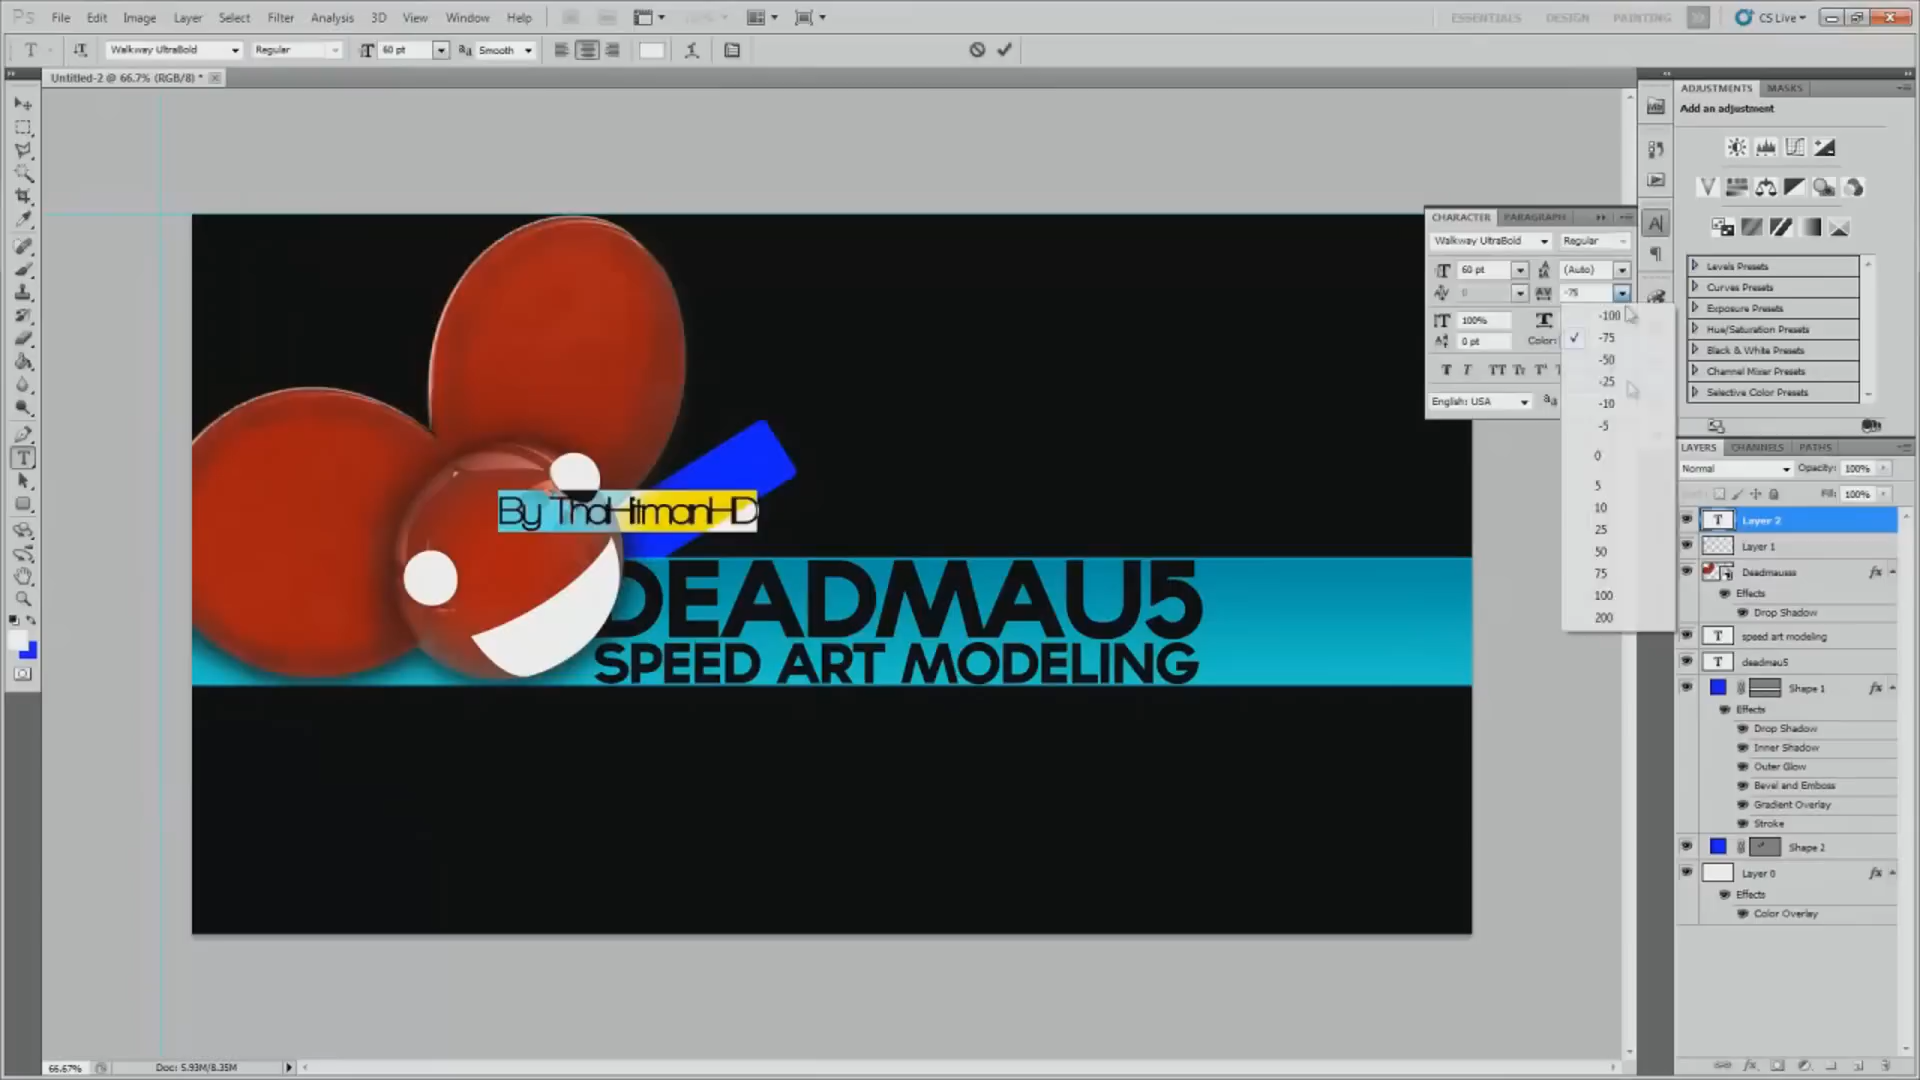 Ps File Edit Image Layer Select Filter Analysis 3D View Window Help
ESSENTIALS DESIGN PAINTING CS Live
T Walkway UltraBold Regular 60 pt aa Smooth
Untitled-2 @ 66.7% (RGB/8) *
ADJUSTMENTS MASKS
Add an adjustment
Levels Presets
Curves Presets
Exposure Presets
Hue/Saturation Presets
Black & White Presets
Channel Mixer Presets
Selective Color Presets
CHARACTER PARAGRAPH
Walkway UltraBold Regular
60 pt (Auto)
0 -75
100%
0 pt Color:
English: USA
-100
-75
-50
-25
-10
-5
0
5
10
25
50
75
100
200
By ThaHitmanHD
DEADMAU5
SPEED ART MODELING
LAYERS CHANNELS PATHS
Normal Opacity: 100%
Fill: 100%
Layer 2
Layer 1
Deadmausss fx
Effects
Drop Shadow
speed art modeling
deadmau5
Shape 1 fx
Effects
Drop Shadow
Inner Shadow
Outer Glow
Bevel and Emboss
Gradient Overlay
Stroke
Shape 2
Layer 0 fx
Effects
Color Overlay
66.67% Doc: 5.93M/8.35M